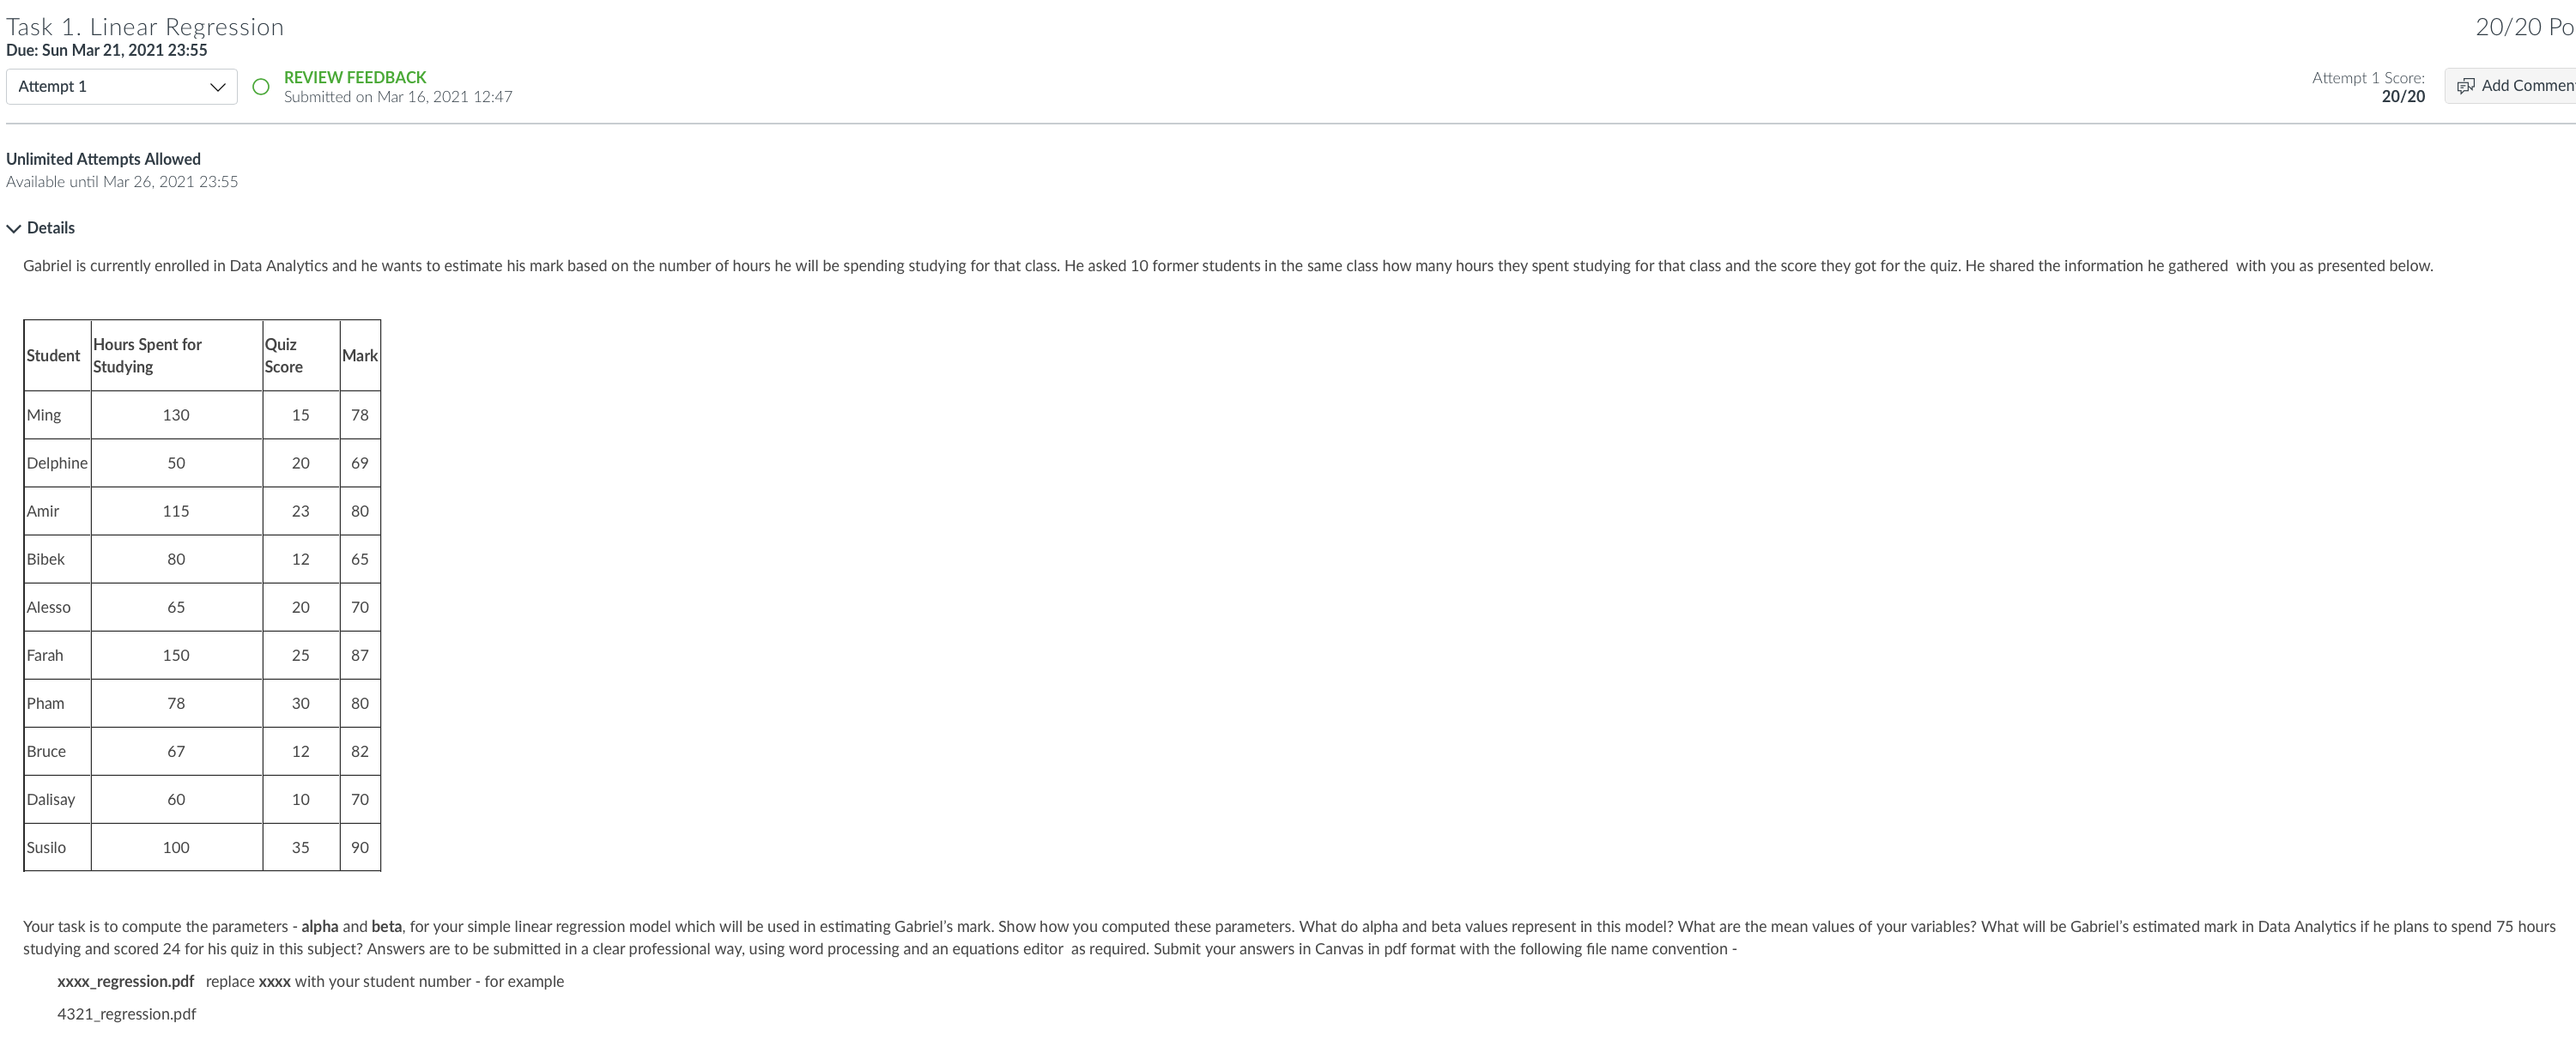 Task 1. Linear Regression
20/20 Po
Due: Sun Mar 21, 2021 23:55
Attempt 1
REVIEW FEEDBACK
Submitted on Mar 16, 2021 12:47
Attempt 1 Score:
20/20
Add Commen
Unlimited Attempts Allowed
Available until Mar 26, 2021 23:55
Details
Gabriel is currently enrolled in Data Analytics and he wants to estimate his mark based on the number of hours he will be spending studying for that class. He asked 10 former students in the same class how many hours they spent studying for that class and the score they got for the quiz. He shared the information he gathered  with you as presented below.
Student Hours Spent for Studying Quiz Score Mark
Ming 130 15 78
Delphine 50 20 69
Amir 115 23 80
Bibek 80 12 65
Alesso 65 20 70
Farah 150 25 87
Pham 78 30 80
Bruce 67 12 82
Dalisay 60 10 70
Susilo 100 35 90
Your task is to compute the parameters - alpha and beta, for your simple linear regression model which will be used in estimating Gabriel's mark. Show how you computed these parameters. What do alpha and beta values represent in this model? What are the mean values of your variables? What will be Gabriel's estimated mark in Data Analytics if he plans to spend 75 hours
studying and scored 24 for his quiz in this subject? Answers are to be submitted in a clear professional way, using word processing and an equations editor  as required. Submit your answers in Canvas in pdf format with the following file name convention -
xxxx_regression.pdf   replace xxxx with your student number - for example
4321_regression.pdf